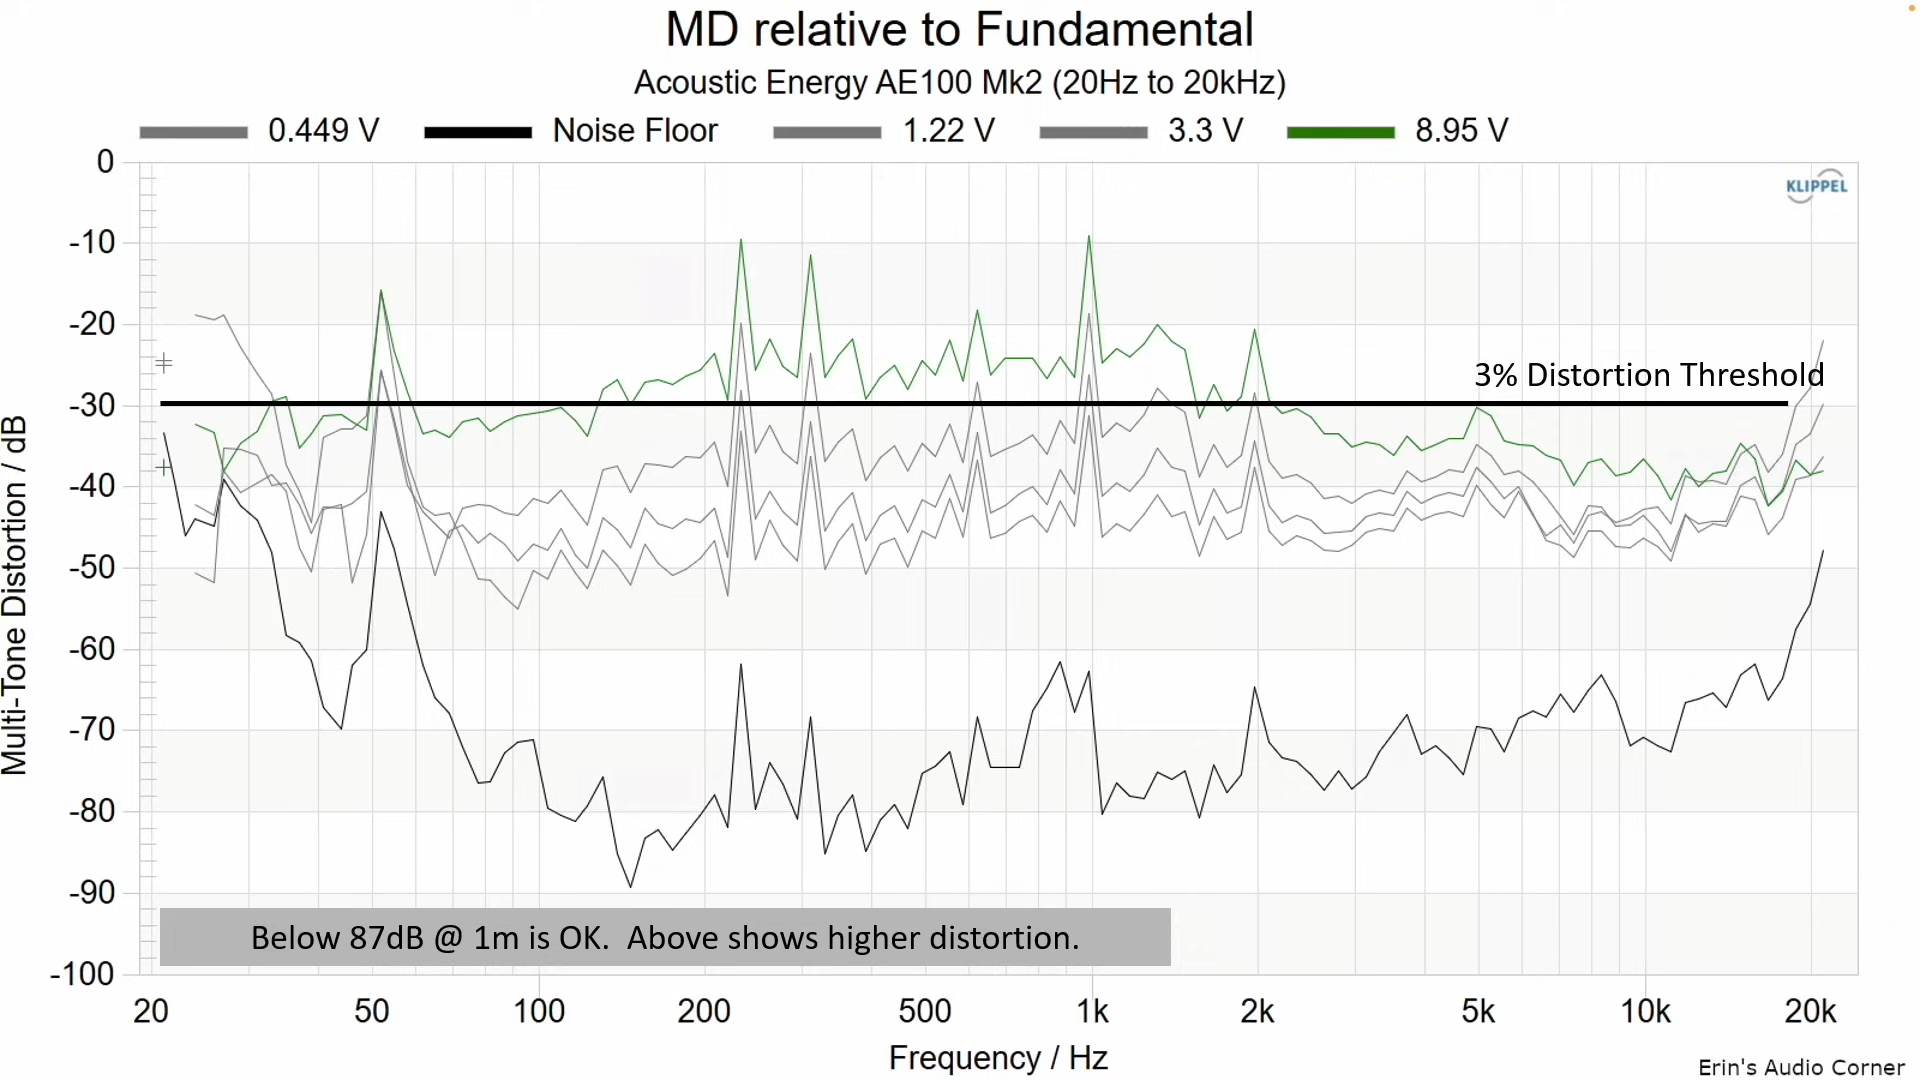 MD relative to Fundamental
Acoustic Energy AE100 Mk2 (20Hz to 20kHz)
0.449 V Noise Floor 1.22 V 3.3 V 8.95 V
KLIPPEL
Multi-Tone Distortion / dB
0
-10
-20
-30
-40
-50
-60
-70
-80
-90
-100
3% Distortion Threshold
Below 87dB @ 1m is OK. Above shows higher distortion.
20 50 100 200 500 1k 2k 5k 10k 20k
Frequency / Hz
Erin's Audio Corner